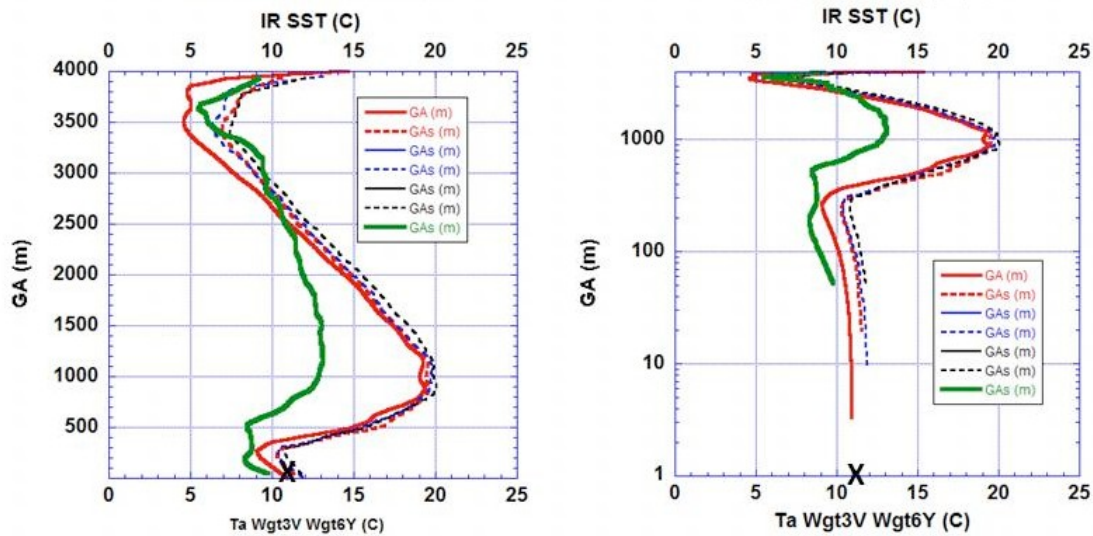 IR SST (C)
0 5 10 15 20 25
4000
3500
3000
2500
2000
1500
1000
500
GA (m)
GA (m)
GAs (m)
GAs (m)
GAs (m)
GAs (m)
GAs (m)
GAs (m)
X
0 5 10 15 20 25
Ta Wgt3V Wgt6Y (C)
IR SST (C)
0 5 10 15 20 25
1000
100
10
1
GA (m)
GA (m)
GAs (m)
GAs (m)
GAs (m)
GAs (m)
GAs (m)
GAs (m)
X
0 5 10 15 20 25
Ta Wgt3V Wgt6Y (C)